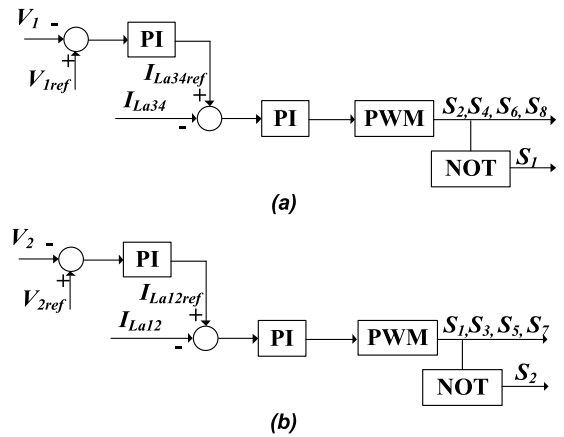 V1 -
PI
+
V1ref
ILa34ref
+
ILa34
-
PI
PWM
S2,S4, S6, S8
NOT
S1
(a)
V2 -
PI
+
V2ref
ILa12ref
+
ILa12
-
PI
PWM
S1,S3, S5, S7
NOT
S2
(b)